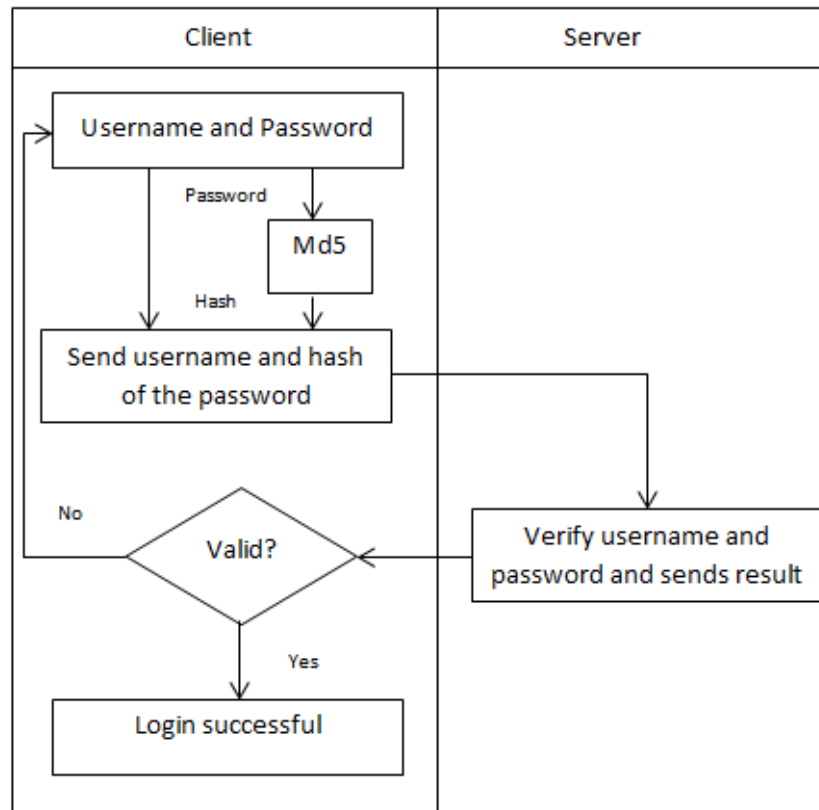 Client
Server
Username and Password
Password
Md5
Hash
Send username and hash
of the password
No
Valid?
Verify username and
password and sends result
Yes
Login successful